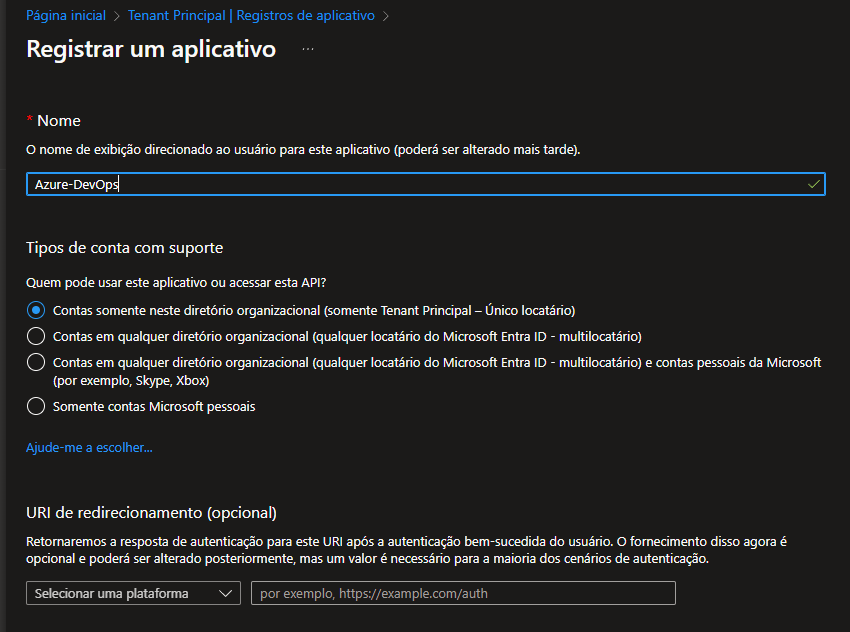 Página inicial > Tenant Principal | Registros de aplicativo >
Registrar um aplicativo ...
* Nome
O nome de exibição direcionado ao usuário para este aplicativo (poderá ser alterado mais tarde).
Azure-DevOps
Tipos de conta com suporte
Quem pode usar este aplicativo ou acessar esta API?
Contas somente neste diretório organizacional (somente Tenant Principal – Único locatário)
Contas em qualquer diretório organizacional (qualquer locatário do Microsoft Entra ID - multilocatário)
Contas em qualquer diretório organizacional (qualquer locatário do Microsoft Entra ID - multilocatário) e contas pessoais da Microsoft
(por exemplo, Skype, Xbox)
Somente contas Microsoft pessoais
Ajude-me a escolher...
URI de redirecionamento (opcional)
Retornaremos a resposta de autenticação para este URI após a autenticação bem-sucedida do usuário. O fornecimento disso agora é
opcional e poderá ser alterado posteriormente, mas um valor é necessário para a maioria dos cenários de autenticação.
Selecionar uma plataforma
por exemplo, https://example.com/auth